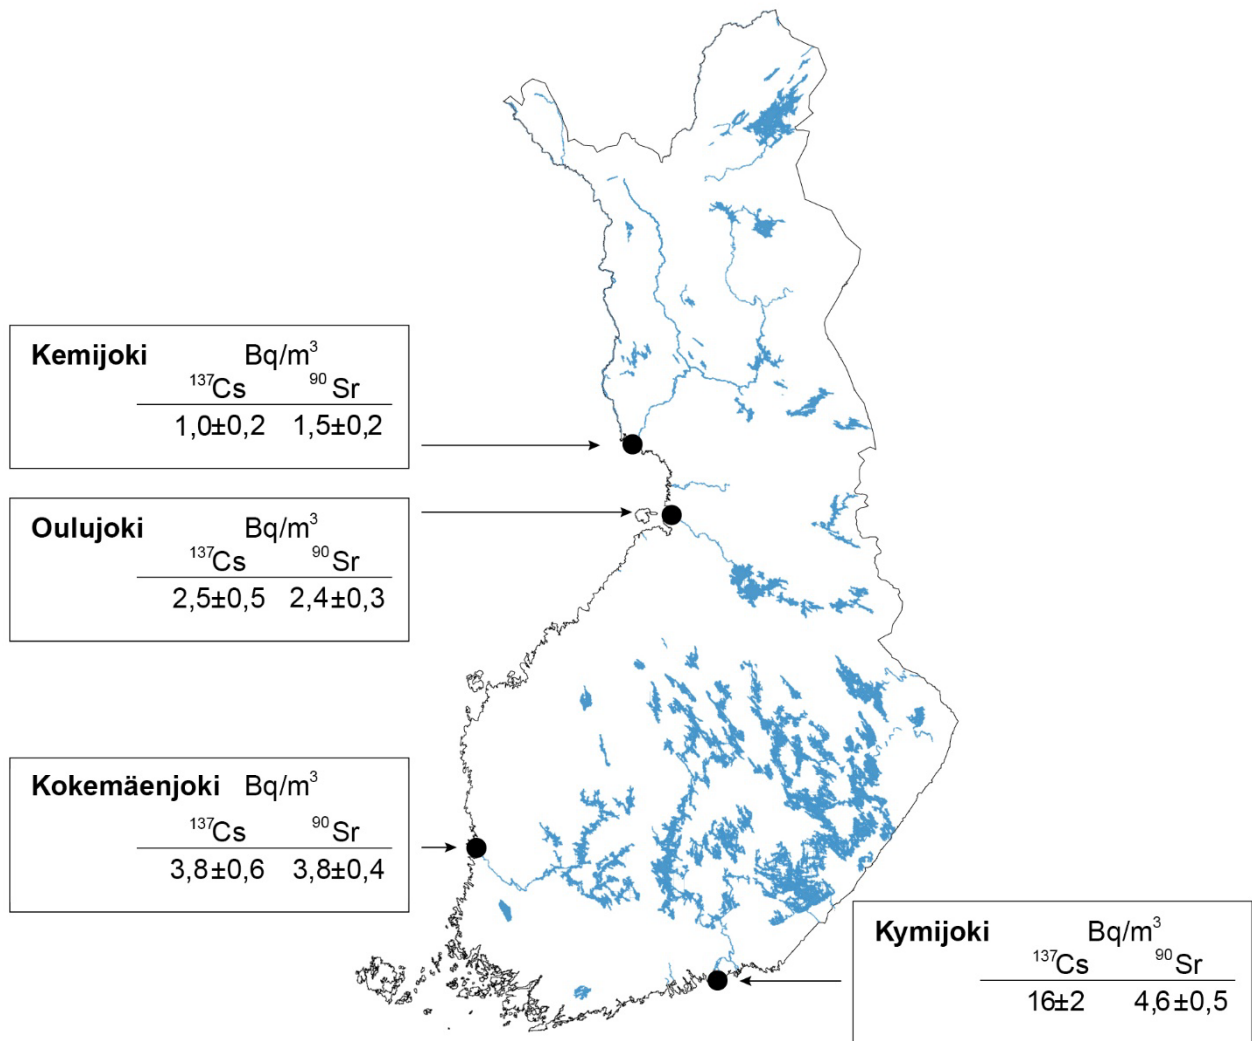 Kemijoki Bq/m³
¹³⁷Cs ⁹⁰Sr
1,0±0,2 1,5±0,2
Oulujoki Bq/m³
¹³⁷Cs ⁹⁰Sr
2,5±0,5 2,4±0,3
Kokemäenjoki Bq/m³
¹³⁷Cs ⁹⁰Sr
3,8±0,6 3,8±0,4
Kymijoki Bq/m³
¹³⁷Cs ⁹⁰Sr
16±2 4,6±0,5